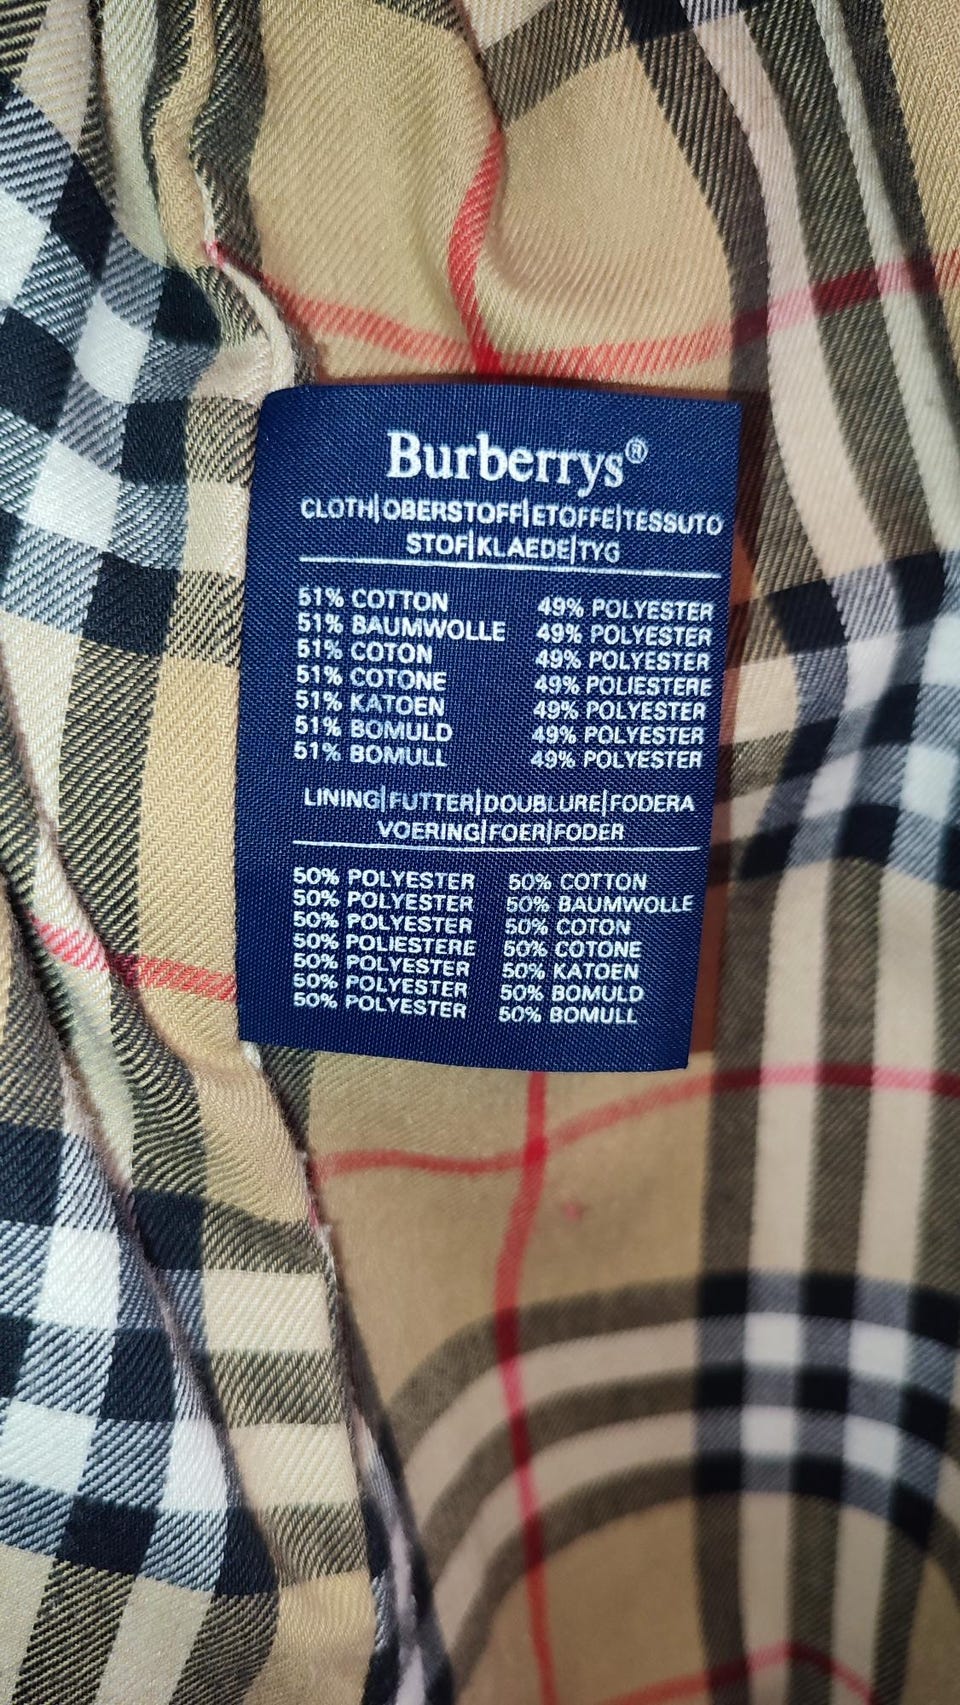 Burberrys®
CLOTH|OBERSTOFF|ETOFFE|TESSUTO
STOF|KLAEDE|TYG
51% COTTON 49% POLYESTER
51% BAUMWOLLE 49% POLYESTER
51% COTON 49% POLYESTER
51% COTONE 49% POLIESTERE
51% KATOEN 49% POLYESTER
51% BOMULD 49% POLYESTER
51% BOMULL 49% POLYESTER
LINING|FUTTER|DOUBLURE|FODERA
VOERING|FOER|FODER
50% POLYESTER 50% COTTON
50% POLYESTER 50% BAUMWOLLE
50% POLYESTER 50% COTON
50% POLIESTERE 50% COTONE
50% POLYESTER 50% KATOEN
50% POLYESTER 50% BOMULD
50% POLYESTER 50% BOMULL